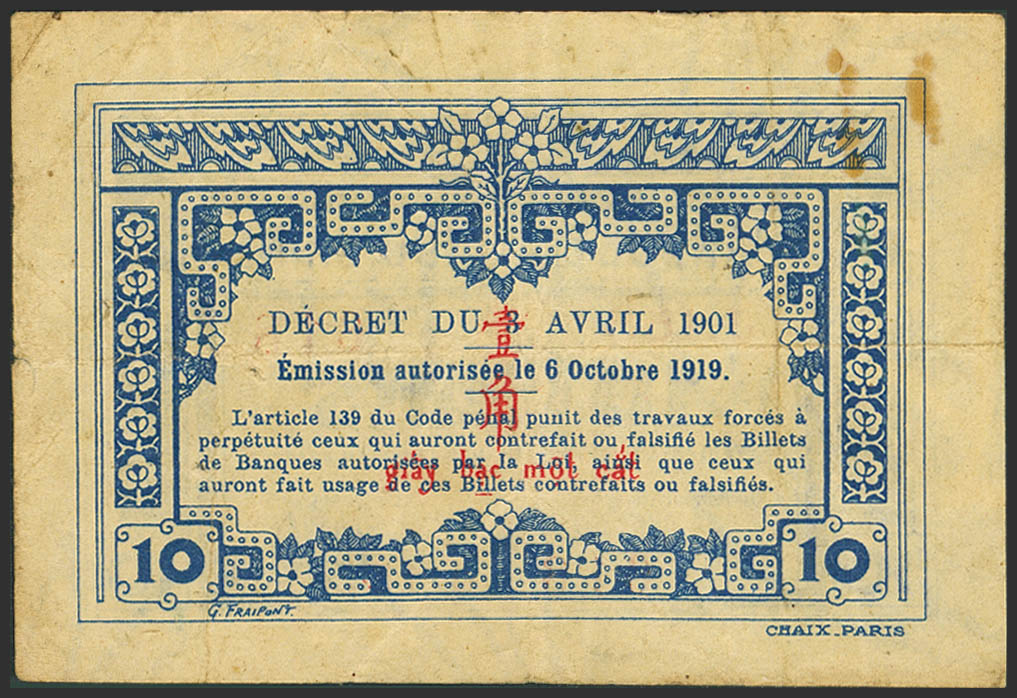 DÉCRET DU 3 AVRIL 1901
Émission autorisée le 6 Octobre 1919.
L'article 139 du Code pénal punit des travaux forcés à
perpétuité ceux qui auront contrefait ou falsifié les Billets
de Banques autorisées par la Loi, ainsi que ceux qui
auront fait usage de ces Billets contrefaits ou falsifiés.
壹
角
giấy bạc một cắt
10
10
G. FRAIPONT.
CHAIX_PARIS